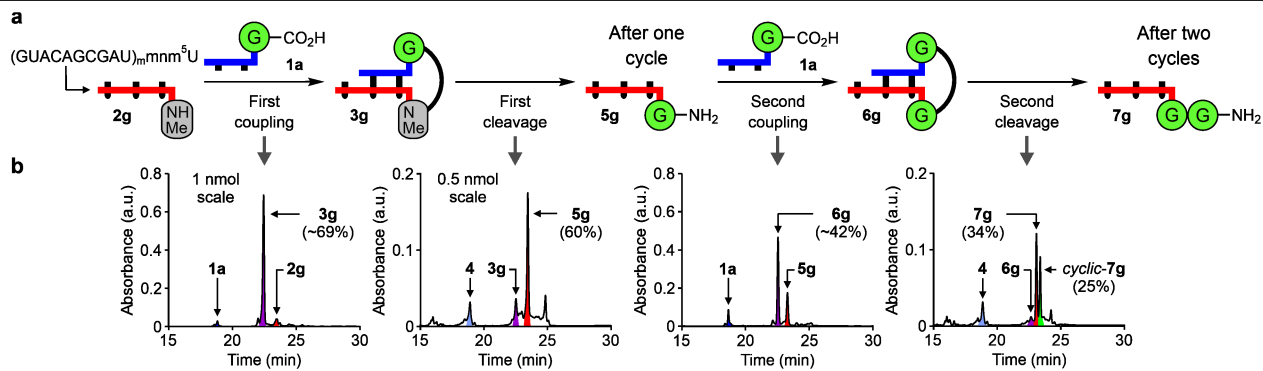 a
(GUACAGCGAU)mmnm⁵U
2g
NH
Me
G
CO₂H
1a
First
coupling
G
3g
N
Me
First
cleavage
After one
cycle
5g
G
NH₂
G
CO₂H
1a
Second
coupling
G
6g
G
Second
cleavage
After two
cycles
7g
G
G
NH₂
b
Absorbance (a.u.)
0.8
0.6
0.4
0.2
0
1 nmol
scale
3g
(~69%)
1a
2g
15
20
25
30
Time (min)
Absorbance (a.u.)
0.2
0.1
0
0.5 nmol
scale
5g
(60%)
4
3g
15
20
25
30
Time (min)
Absorbance (a.u.)
0.8
0.6
0.4
0.2
0
6g
(~42%)
1a
5g
15
20
25
30
Time (min)
Absorbance (a.u.)
0.2
0.1
0
7g
(34%)
4
6g
cyclic-7g
(25%)
15
20
25
30
Time (min)